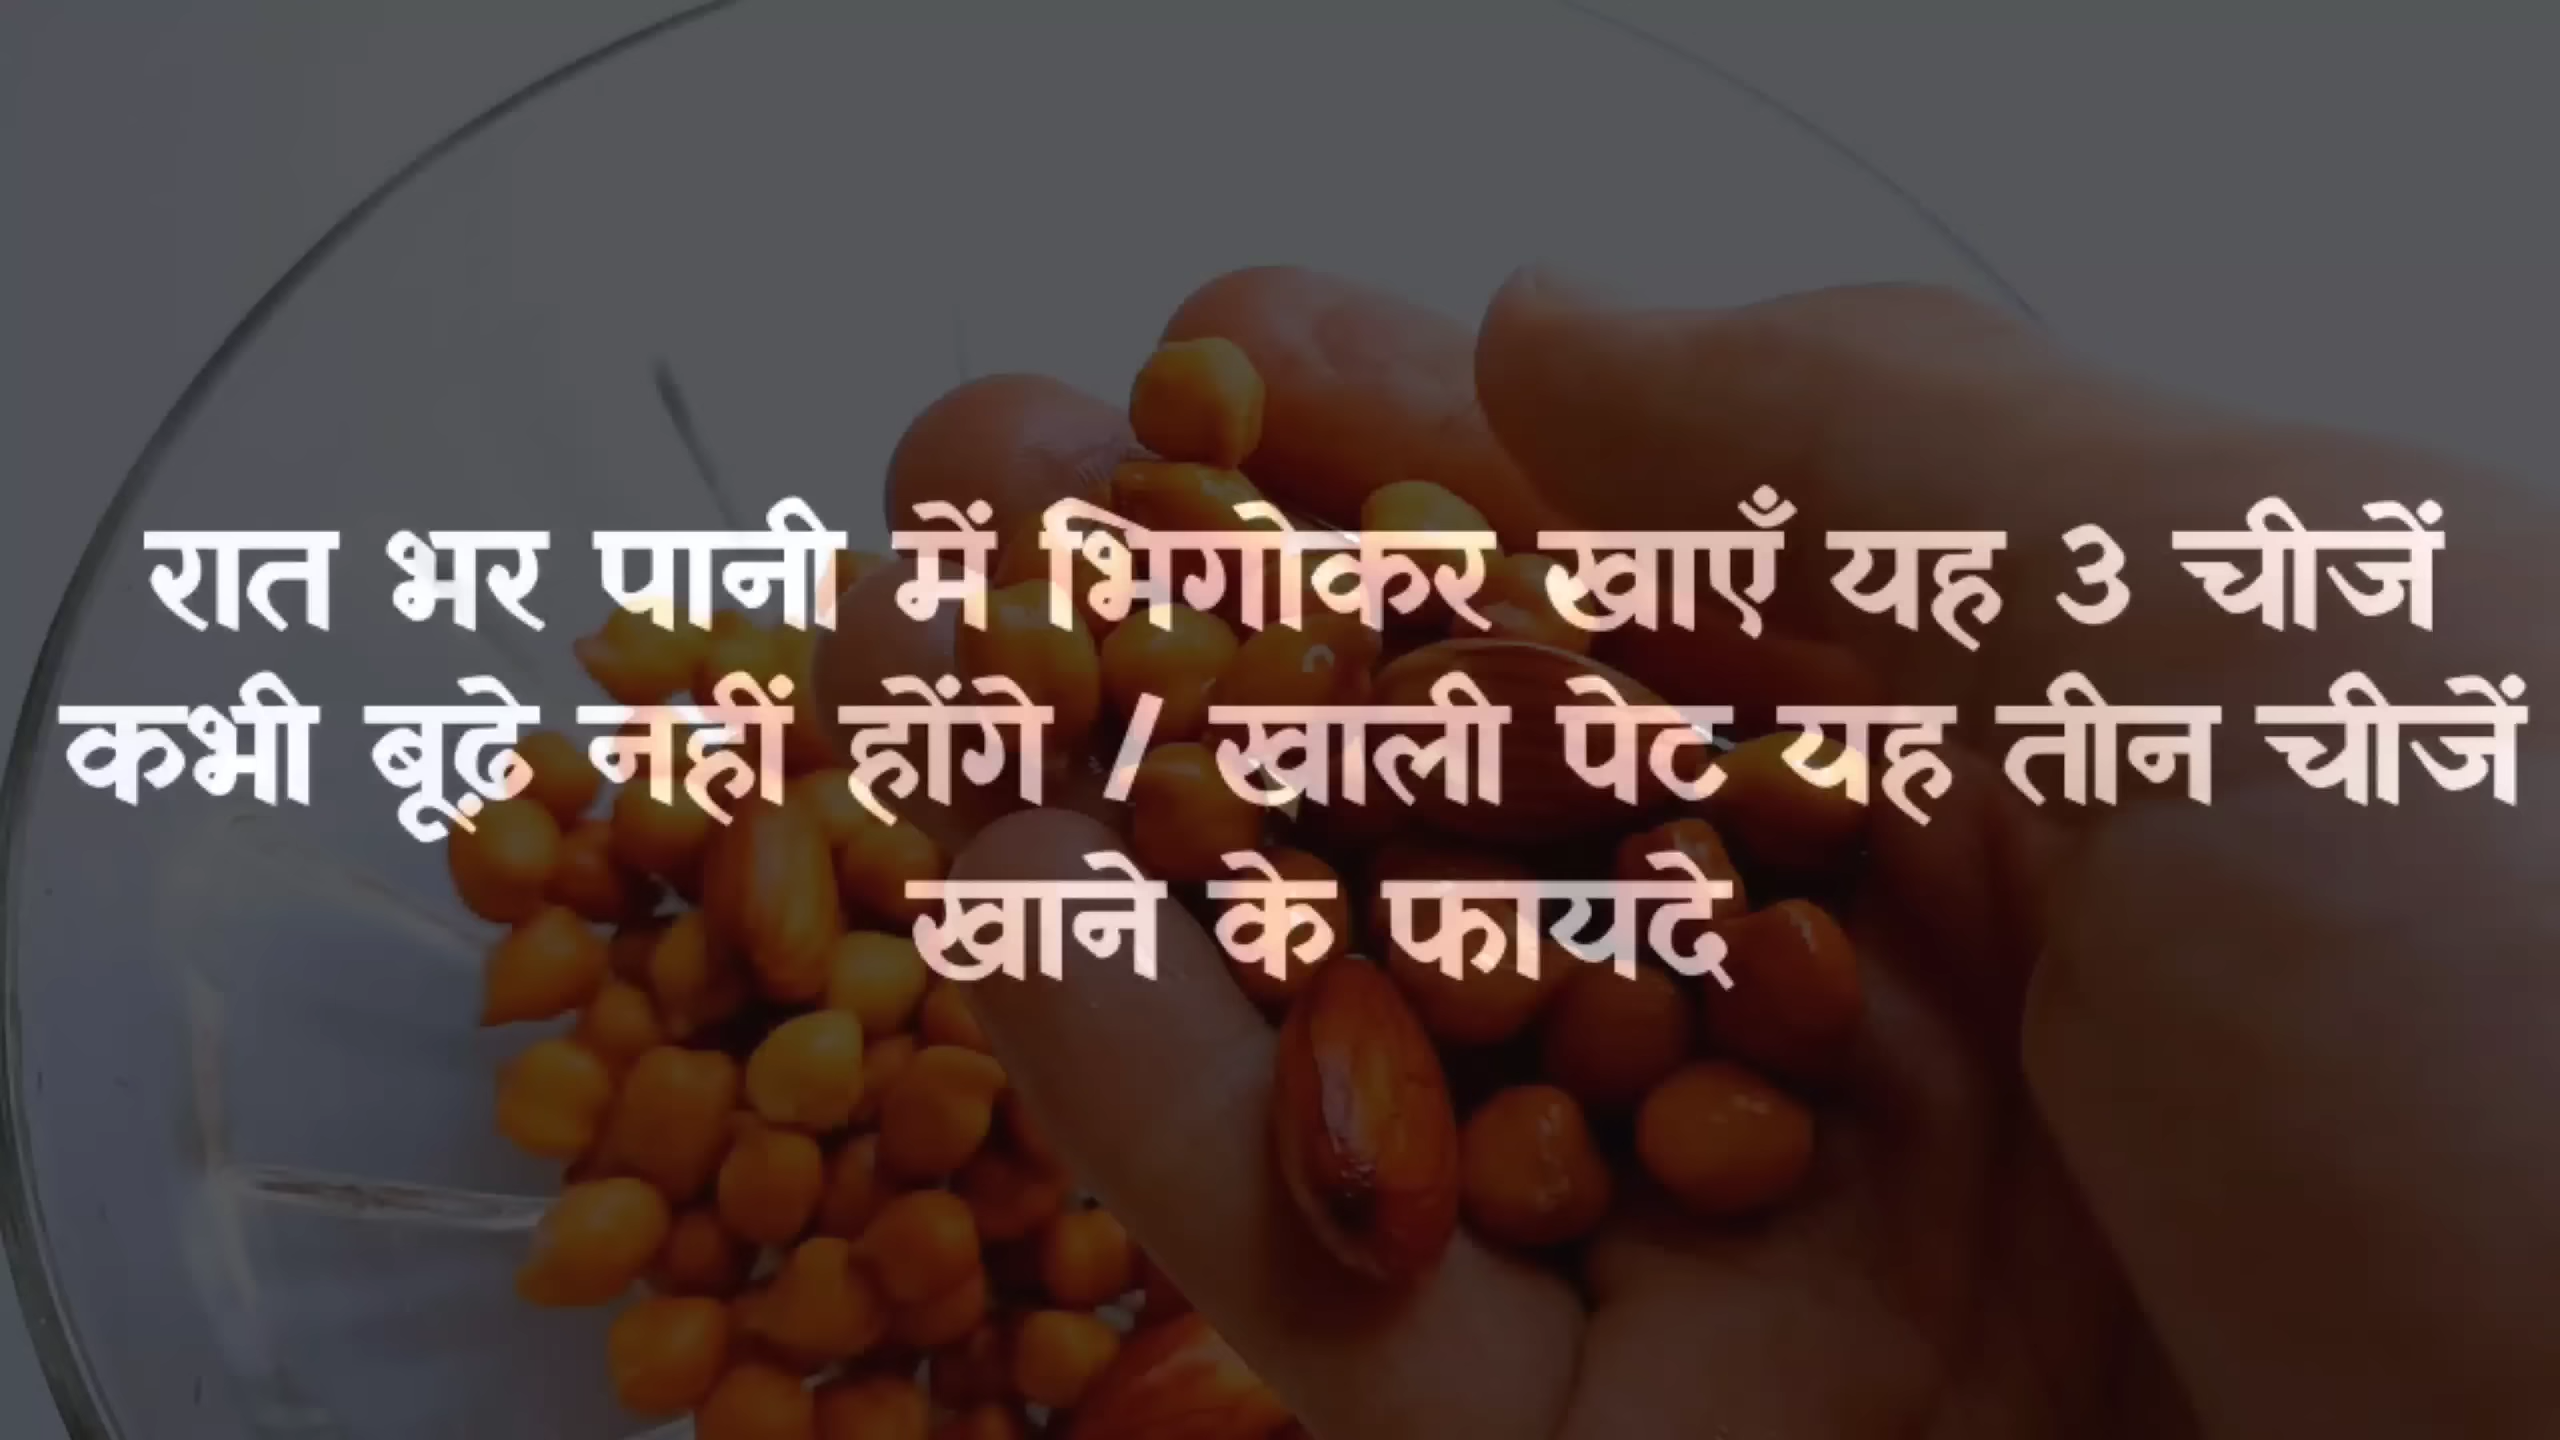 रात भर पानी में भिगोकर खाएँ यह 3 चीजें
कभी बूढ़े नहीं होंगे / खाली पेट यह तीन चीजें
खाने के फायदे